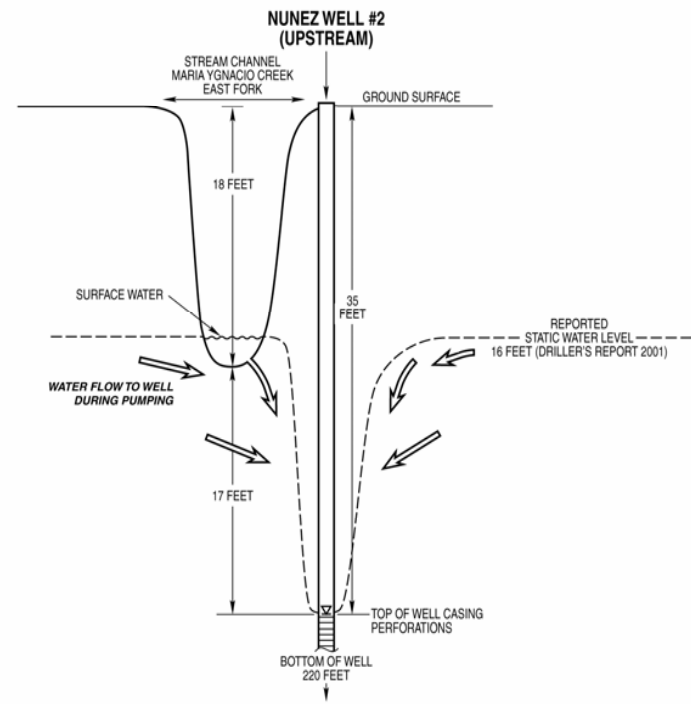 NUNEZ WELL #2
(UPSTREAM)
STREAM CHANNEL
MARIA YGNACIO CREEK
EAST FORK
GROUND SURFACE
18 FEET
SURFACE WATER
35
FEET
REPORTED
STATIC WATER LEVEL
16 FEET (DRILLER'S REPORT 2001)
WATER FLOW TO WELL
DURING PUMPING
17 FEET
TOP OF WELL CASING
PERFORATIONS
BOTTOM OF WELL
220 FEET